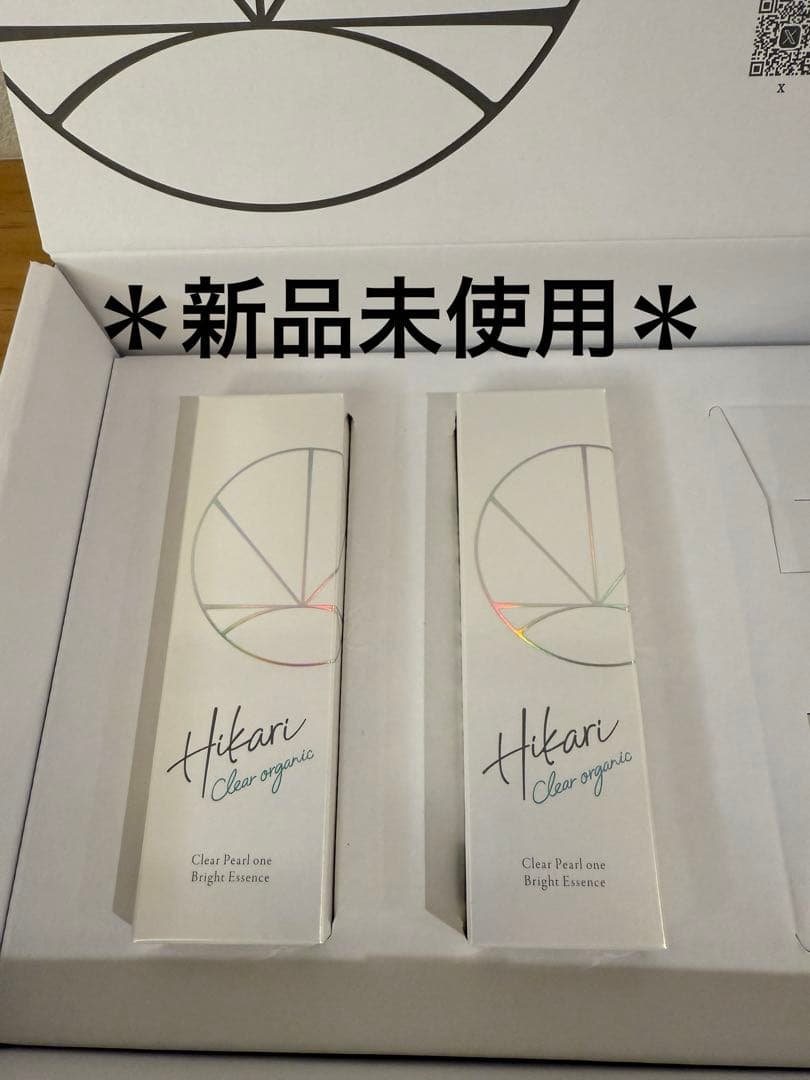 X
＊新品未使用＊
Hikari
Clear organic
Clear Pearl one
Bright Essence
Hikari
Clear organic
Clear Pearl one
Bright Essence